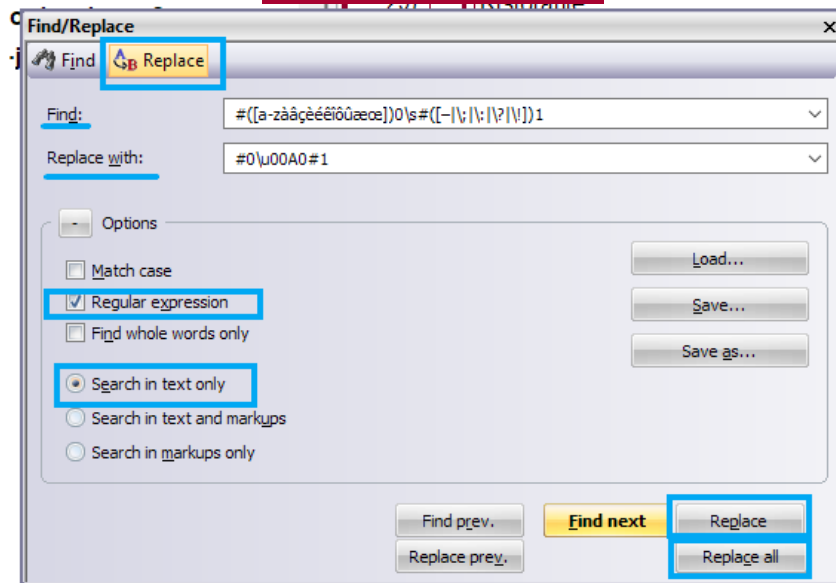 Find/Replace
x
Find Replace
Find: #([a-zàâçèéêîôûæœ])0\s#([–|\;|\:|\?|\!])1
Replace with: #0\u00A0#1
- Options
Match case
Load...
Regular expression
Save...
Find whole words only
Save as...
Search in text only
Search in text and markups
Search in markups only
Find prev. Find next Replace
Replace prev. Replace all